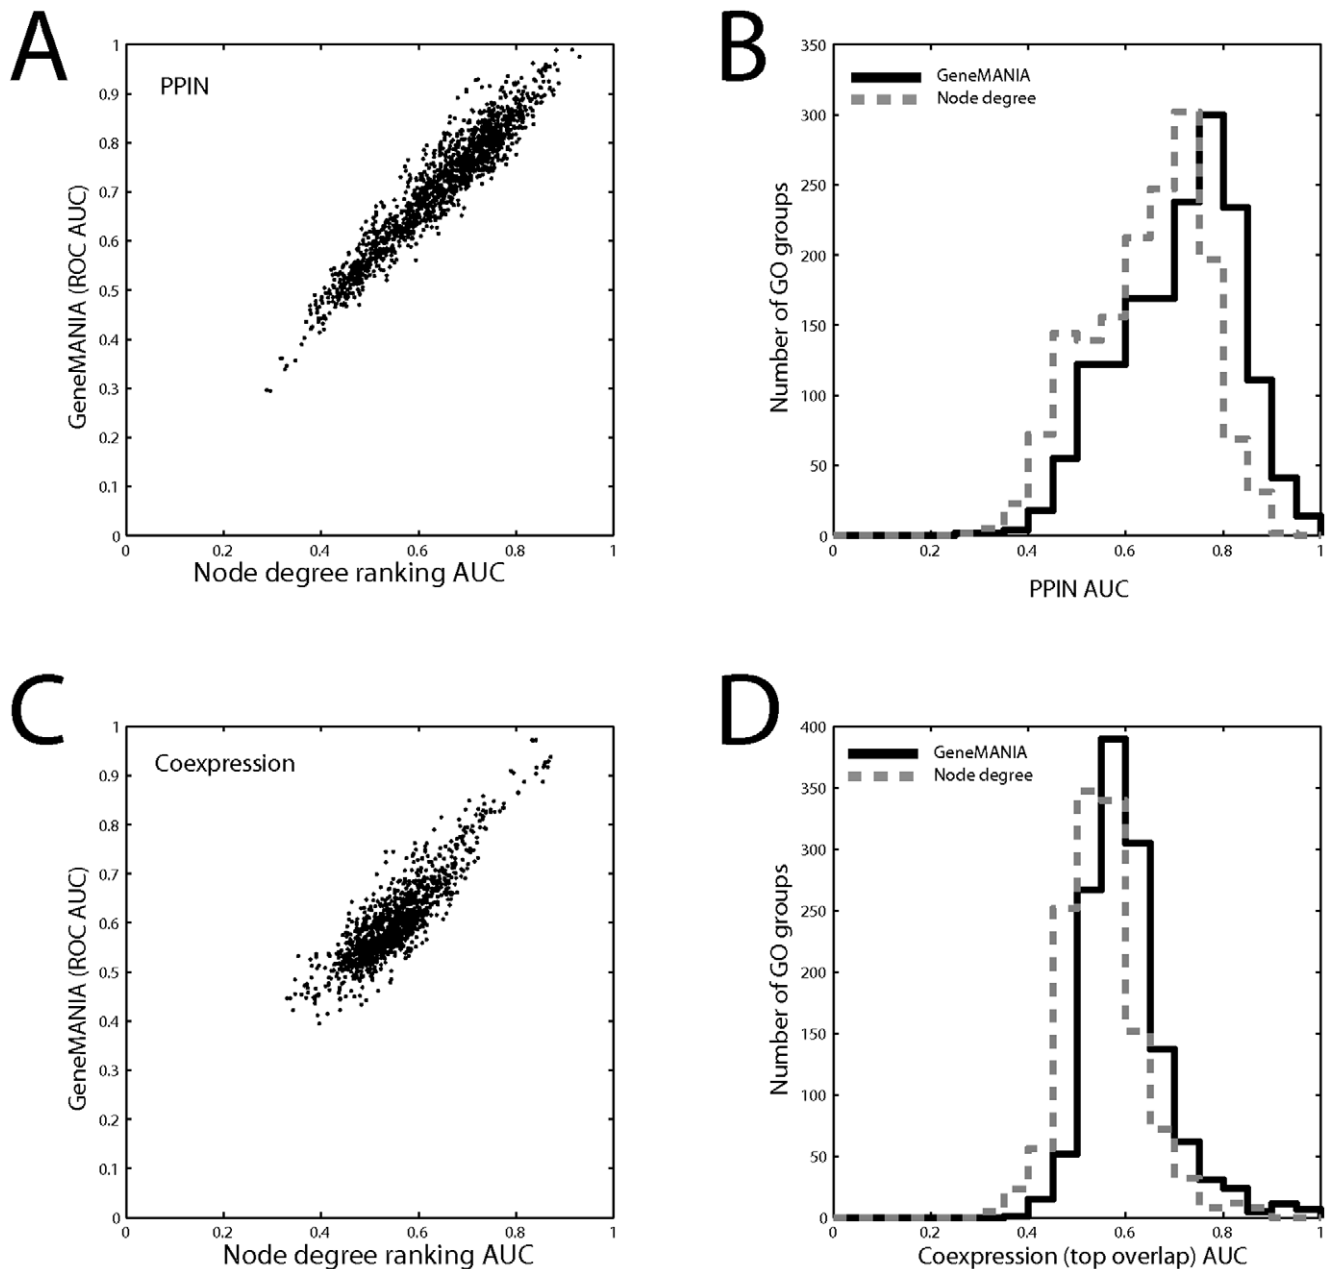 A
PPIN
GeneMANIA (ROC AUC)
1
0.9
0.8
0.7
0.6
0.5
0.4
0.3
0.2
0.1
0
0 0.2 0.4 0.6 0.8 1
Node degree ranking AUC
B
GeneMANIA
Node degree
Number of GO groups
350
300
250
200
150
100
50
0
0 0.2 0.4 0.6 0.8 1
PPIN AUC
C
Coexpression
GeneMANIA (ROC AUC)
1
0.9
0.8
0.7
0.6
0.5
0.4
0.3
0.2
0.1
0
0 0.2 0.4 0.6 0.8 1
Node degree ranking AUC
D
GeneMANIA
Node degree
Number of GO groups
400
350
300
250
200
150
100
50
0
0 0.2 0.4 0.6 0.8 1
Coexpression (top overlap) AUC